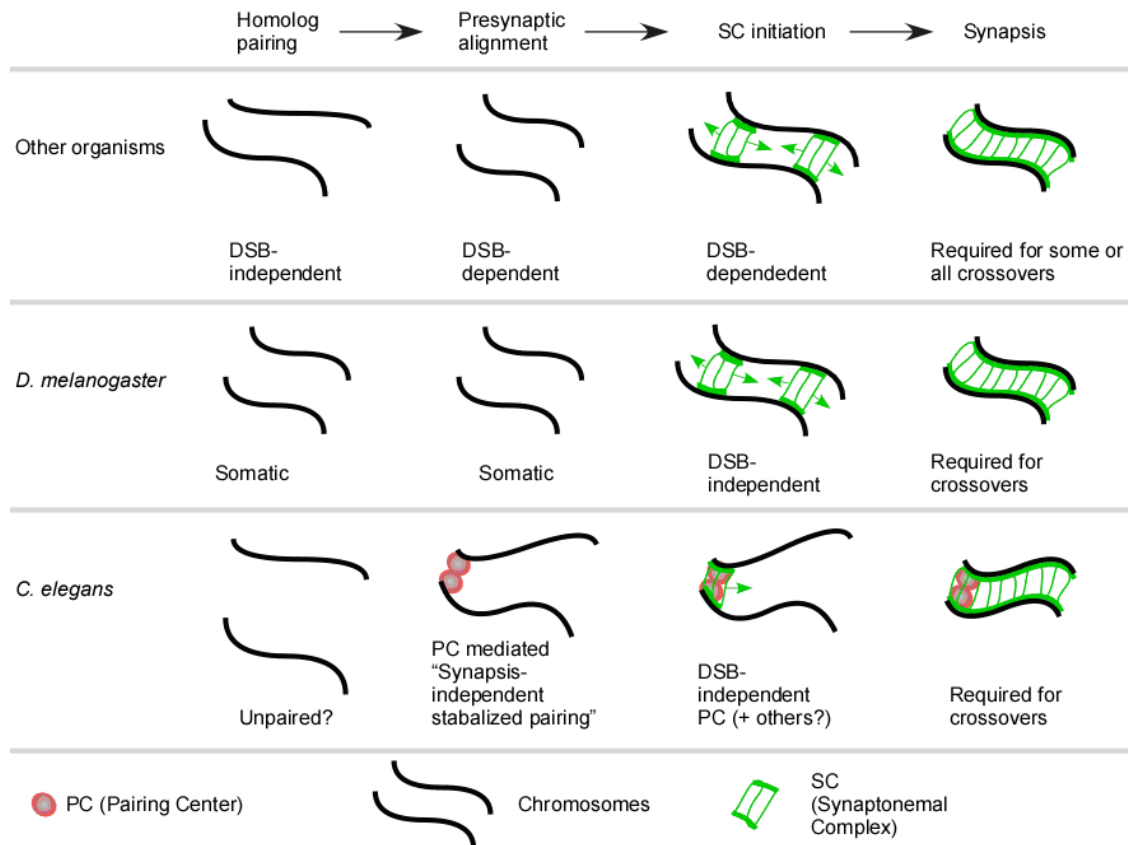 Homolog
pairing
Presynaptic
alignment
SC initiation
Synapsis
Other organisms
DSB-
independent
DSB-
dependent
DSB-
dependedent
Required for some or
all crossovers
D. melanogaster
Somatic
Somatic
DSB-
independent
Required for
crossovers
C. elegans
Unpaired?
PC mediated
“Synapsis-
independent
stabalized pairing”
DSB-
independent
PC (+ others?)
Required for
crossovers
PC (Pairing Center)
Chromosomes
SC
(Synaptonemal
Complex)